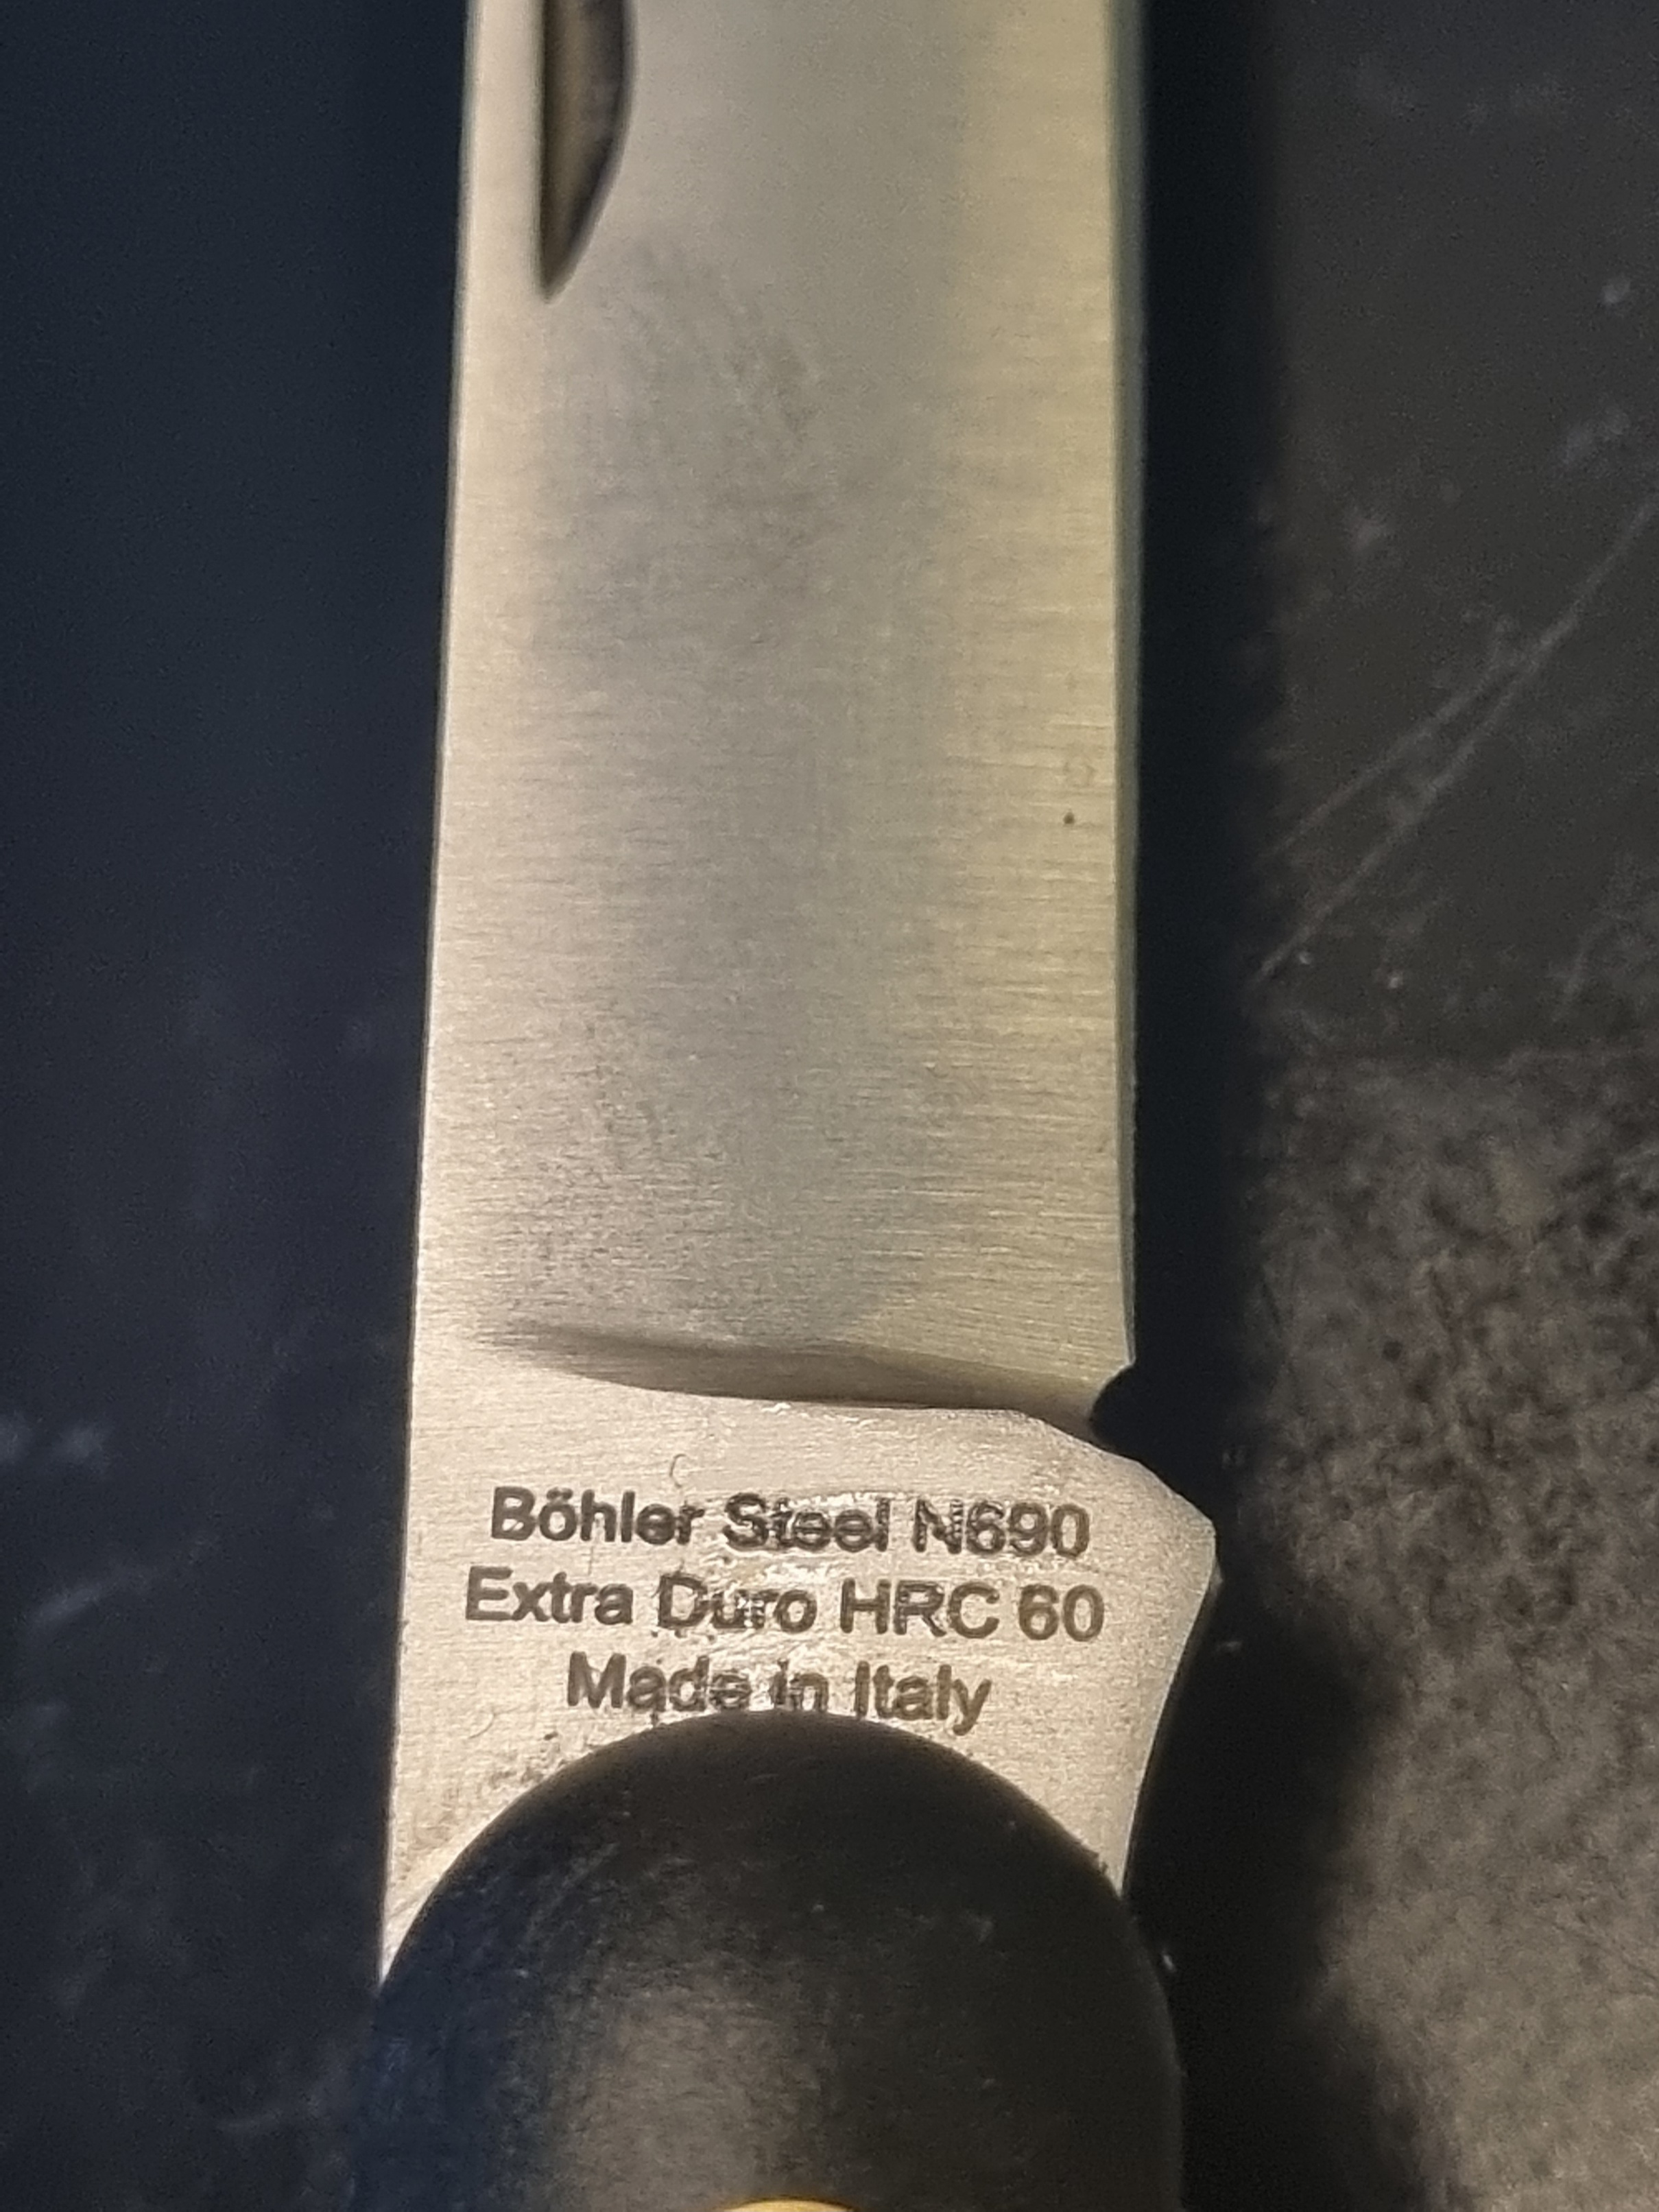 Böhler Steel N690
Extra Duro HRC 60
Made in Italy